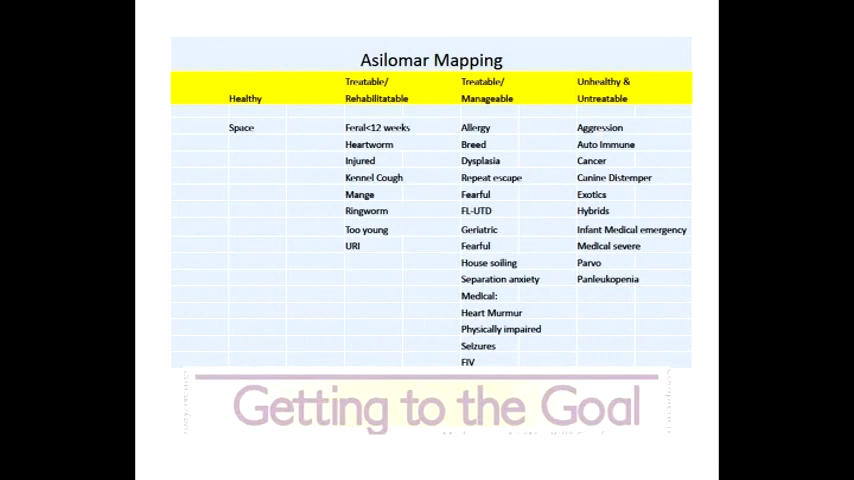 Asilomar Mapping
Treatable/ Treatable/ Unhealthy &
Healthy Rehabilitatable Manageable Untreatable
Space Feral<12 weeks Allergy Aggression
Heartworm Breed Auto Immune
Injured Dysplasia Cancer
Kennel Cough Repeat escape Canine Distemper
Mange Fearful Exotics
Ringworm FL-UTD Hybrids
Too young Geriatric Infant Medical emergency
URI Fearful Medical severe
House soiling Parvo
Separation anxiety Panleukopenia
Medical:
Heart Murmur
Physically impaired
Seizures
FIV
Getting to the Goal